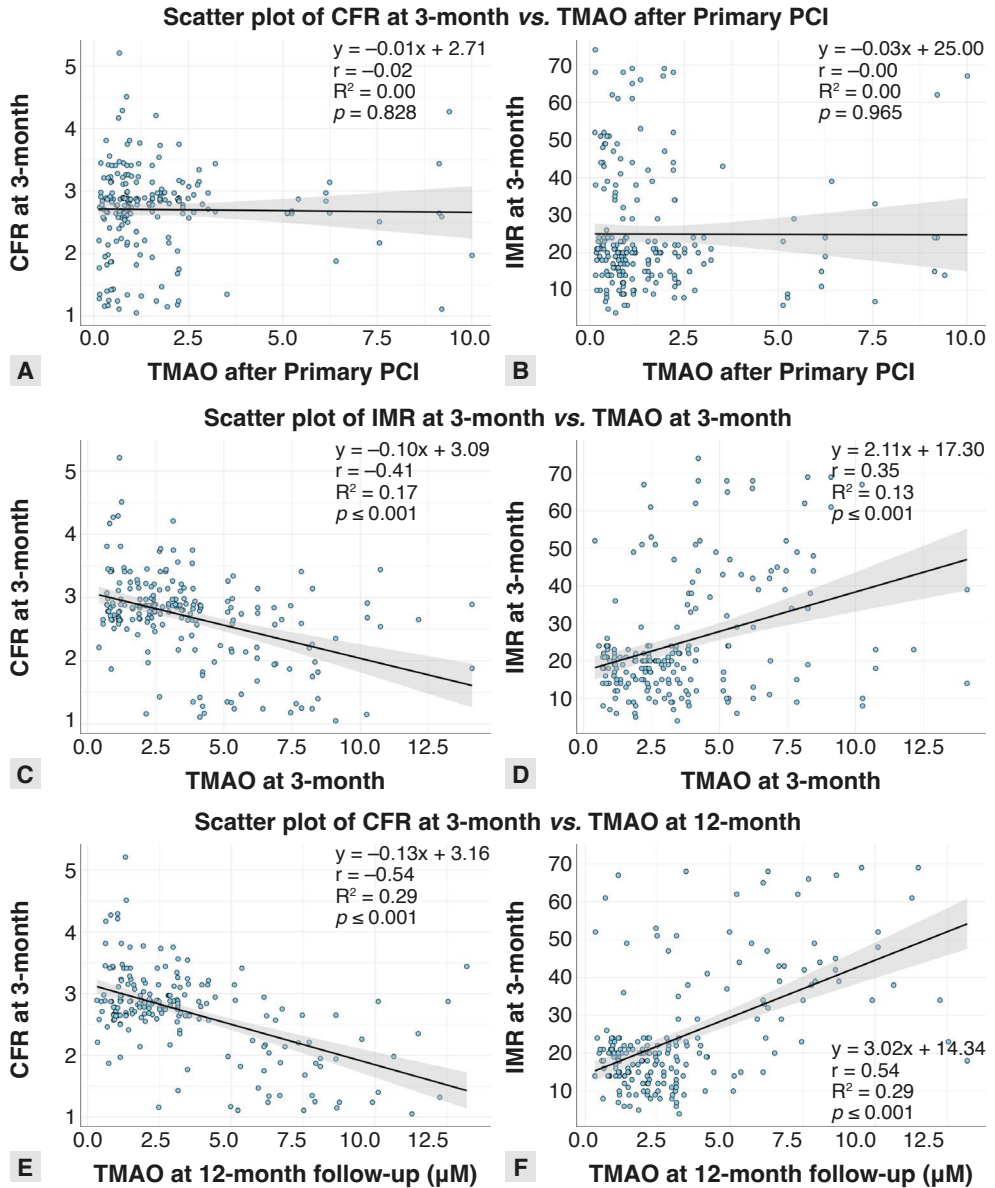 Scatter plot of CFR at 3-month vs. TMAO after Primary PCI
y = –0.01x + 2.71
r = –0.02
R² = 0.00
p = 0.828
CFR at 3-month
5
4
3
2
1
0.0 2.5 5.0 7.5 10.0
A TMAO after Primary PCI
y = –0.03x + 25.00
r = –0.00
R² = 0.00
p = 0.965
IMR at 3-month
70
60
50
40
30
20
10
0.0 2.5 5.0 7.5 10.0
B TMAO after Primary PCI
Scatter plot of IMR at 3-month vs. TMAO at 3-month
y = –0.10x + 3.09
r = –0.41
R² = 0.17
p ≤ 0.001
CFR at 3-month
5
4
3
2
1
0.0 2.5 5.0 7.5 10.0 12.5
C TMAO at 3-month
y = 2.11x + 17.30
r = 0.35
R² = 0.13
p ≤ 0.001
IMR at 3-month
70
60
50
40
30
20
10
0.0 2.5 5.0 7.5 10.0 12.5
D TMAO at 3-month
Scatter plot of CFR at 3-month vs. TMAO at 12-month
y = –0.13x + 3.16
r = –0.54
R² = 0.29
p ≤ 0.001
CFR at 3-month
5
4
3
2
1
0.0 2.5 5.0 7.5 10.0 12.5
E TMAO at 12-month follow-up (µM)
IMR at 3-month
70
60
50
40
30
20
10
y = 3.02x + 14.34
r = 0.54
R² = 0.29
p ≤ 0.001
0.0 2.5 5.0 7.5 10.0 12.5
F TMAO at 12-month follow-up (µM)